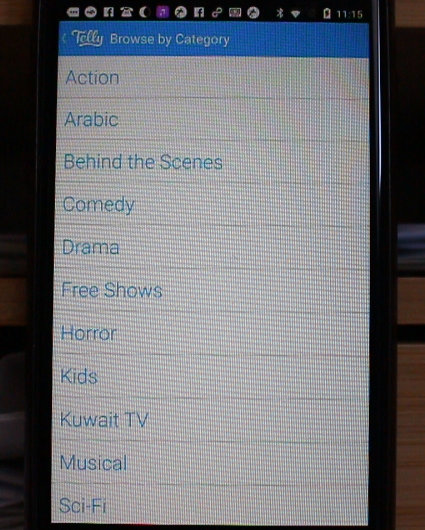 11:15
Telly Browse by Category
Action
Arabic
Behind the Scenes
Comedy
Drama
Free Shows
Horror
Kids
Kuwait TV
Musical
Sci-Fi